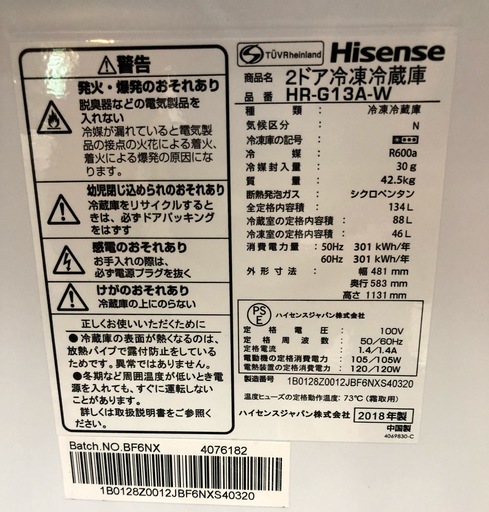 警告
発火・爆発のおそれあり
脱臭器などの電気製品を
入れない
冷媒が漏れていると電気製
品の接点の火花による着火、
着火による爆発の原因にな
ります。
幼児閉じ込められのおそれあり
冷蔵庫をリサイクルすると
きは、必ずドアパッキング
をはずす
感電のおそれあり
お手入れの際は、
必ず電源プラグを抜く
けがのおそれあり
冷蔵庫の上にのらない
正しくお使いいただくために
●冷蔵庫の表面が熱くなるのは、
放熱パイプで露付防止をしている
ためです。異常ではありません。
●冬期など周囲温度が低いとき電
源を入れても、すぐに運転しない
ことがあります。
詳しくは取扱説明書をご参照く
ださい。
TÜVRheinland
Hisense
商品名 2ドア冷凍冷蔵庫
品番 HR-G13A-W
種類: 冷凍冷蔵庫
気候区分: N
冷凍庫の記号:
冷媒: R600a
冷媒封入量: 30g
質量: 42.5kg
断熱発泡ガス: シクロペンタン
全定格内容積: 134L
冷蔵室の定格内容積: 88L
冷凍室の定格内容積: 46L
消費電力量: 50Hz 301 kWh/年
60Hz 301 kWh/年
外形寸法: 幅 481 mm
奥行 583 mm
高さ 1131 mm
PS
E
ハイセンスジャパン株式会社
定格電圧: 100V
定格周波数: 50/60Hz
定格電流: 1.4/1.4A
電動機の定格消費電力: 105/105W
電熱装置の定格消費電力: 120/120W
製造番号: 1B0128Z0012JBF6NXS40320
温度ヒューズの定格動作温度: 73℃(霜取用)
ハイセンスジャパン株式会社 2018年製
中国製
4069830-C
Batch.NO.BF6NX 4076182
1B0128Z0012JBF6NXS40320